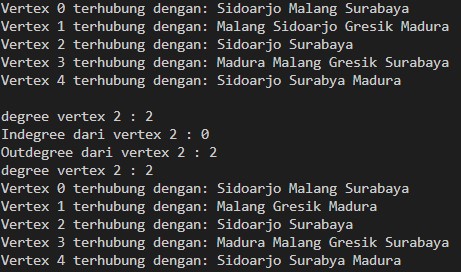 Vertex 0 terhubung dengan: Sidoarjo Malang Surabaya
Vertex 1 terhubung dengan: Malang Sidoarjo Gresik Madura
Vertex 2 terhubung dengan: Sidoarjo Surabaya
Vertex 3 terhubung dengan: Madura Malang Gresik Surabaya
Vertex 4 terhubung dengan: Sidoarjo Surabya Madura
degree vertex 2 : 2
Indegree dari vertex 2 : 0
Outdegree dari vertex 2 : 2
degree vertex 2 : 2
Vertex 0 terhubung dengan: Sidoarjo Malang Surabaya
Vertex 1 terhubung dengan: Malang Gresik Madura
Vertex 2 terhubung dengan: Sidoarjo Surabaya
Vertex 3 terhubung dengan: Madura Malang Gresik Surabaya
Vertex 4 terhubung dengan: Sidoarjo Surabya Madura